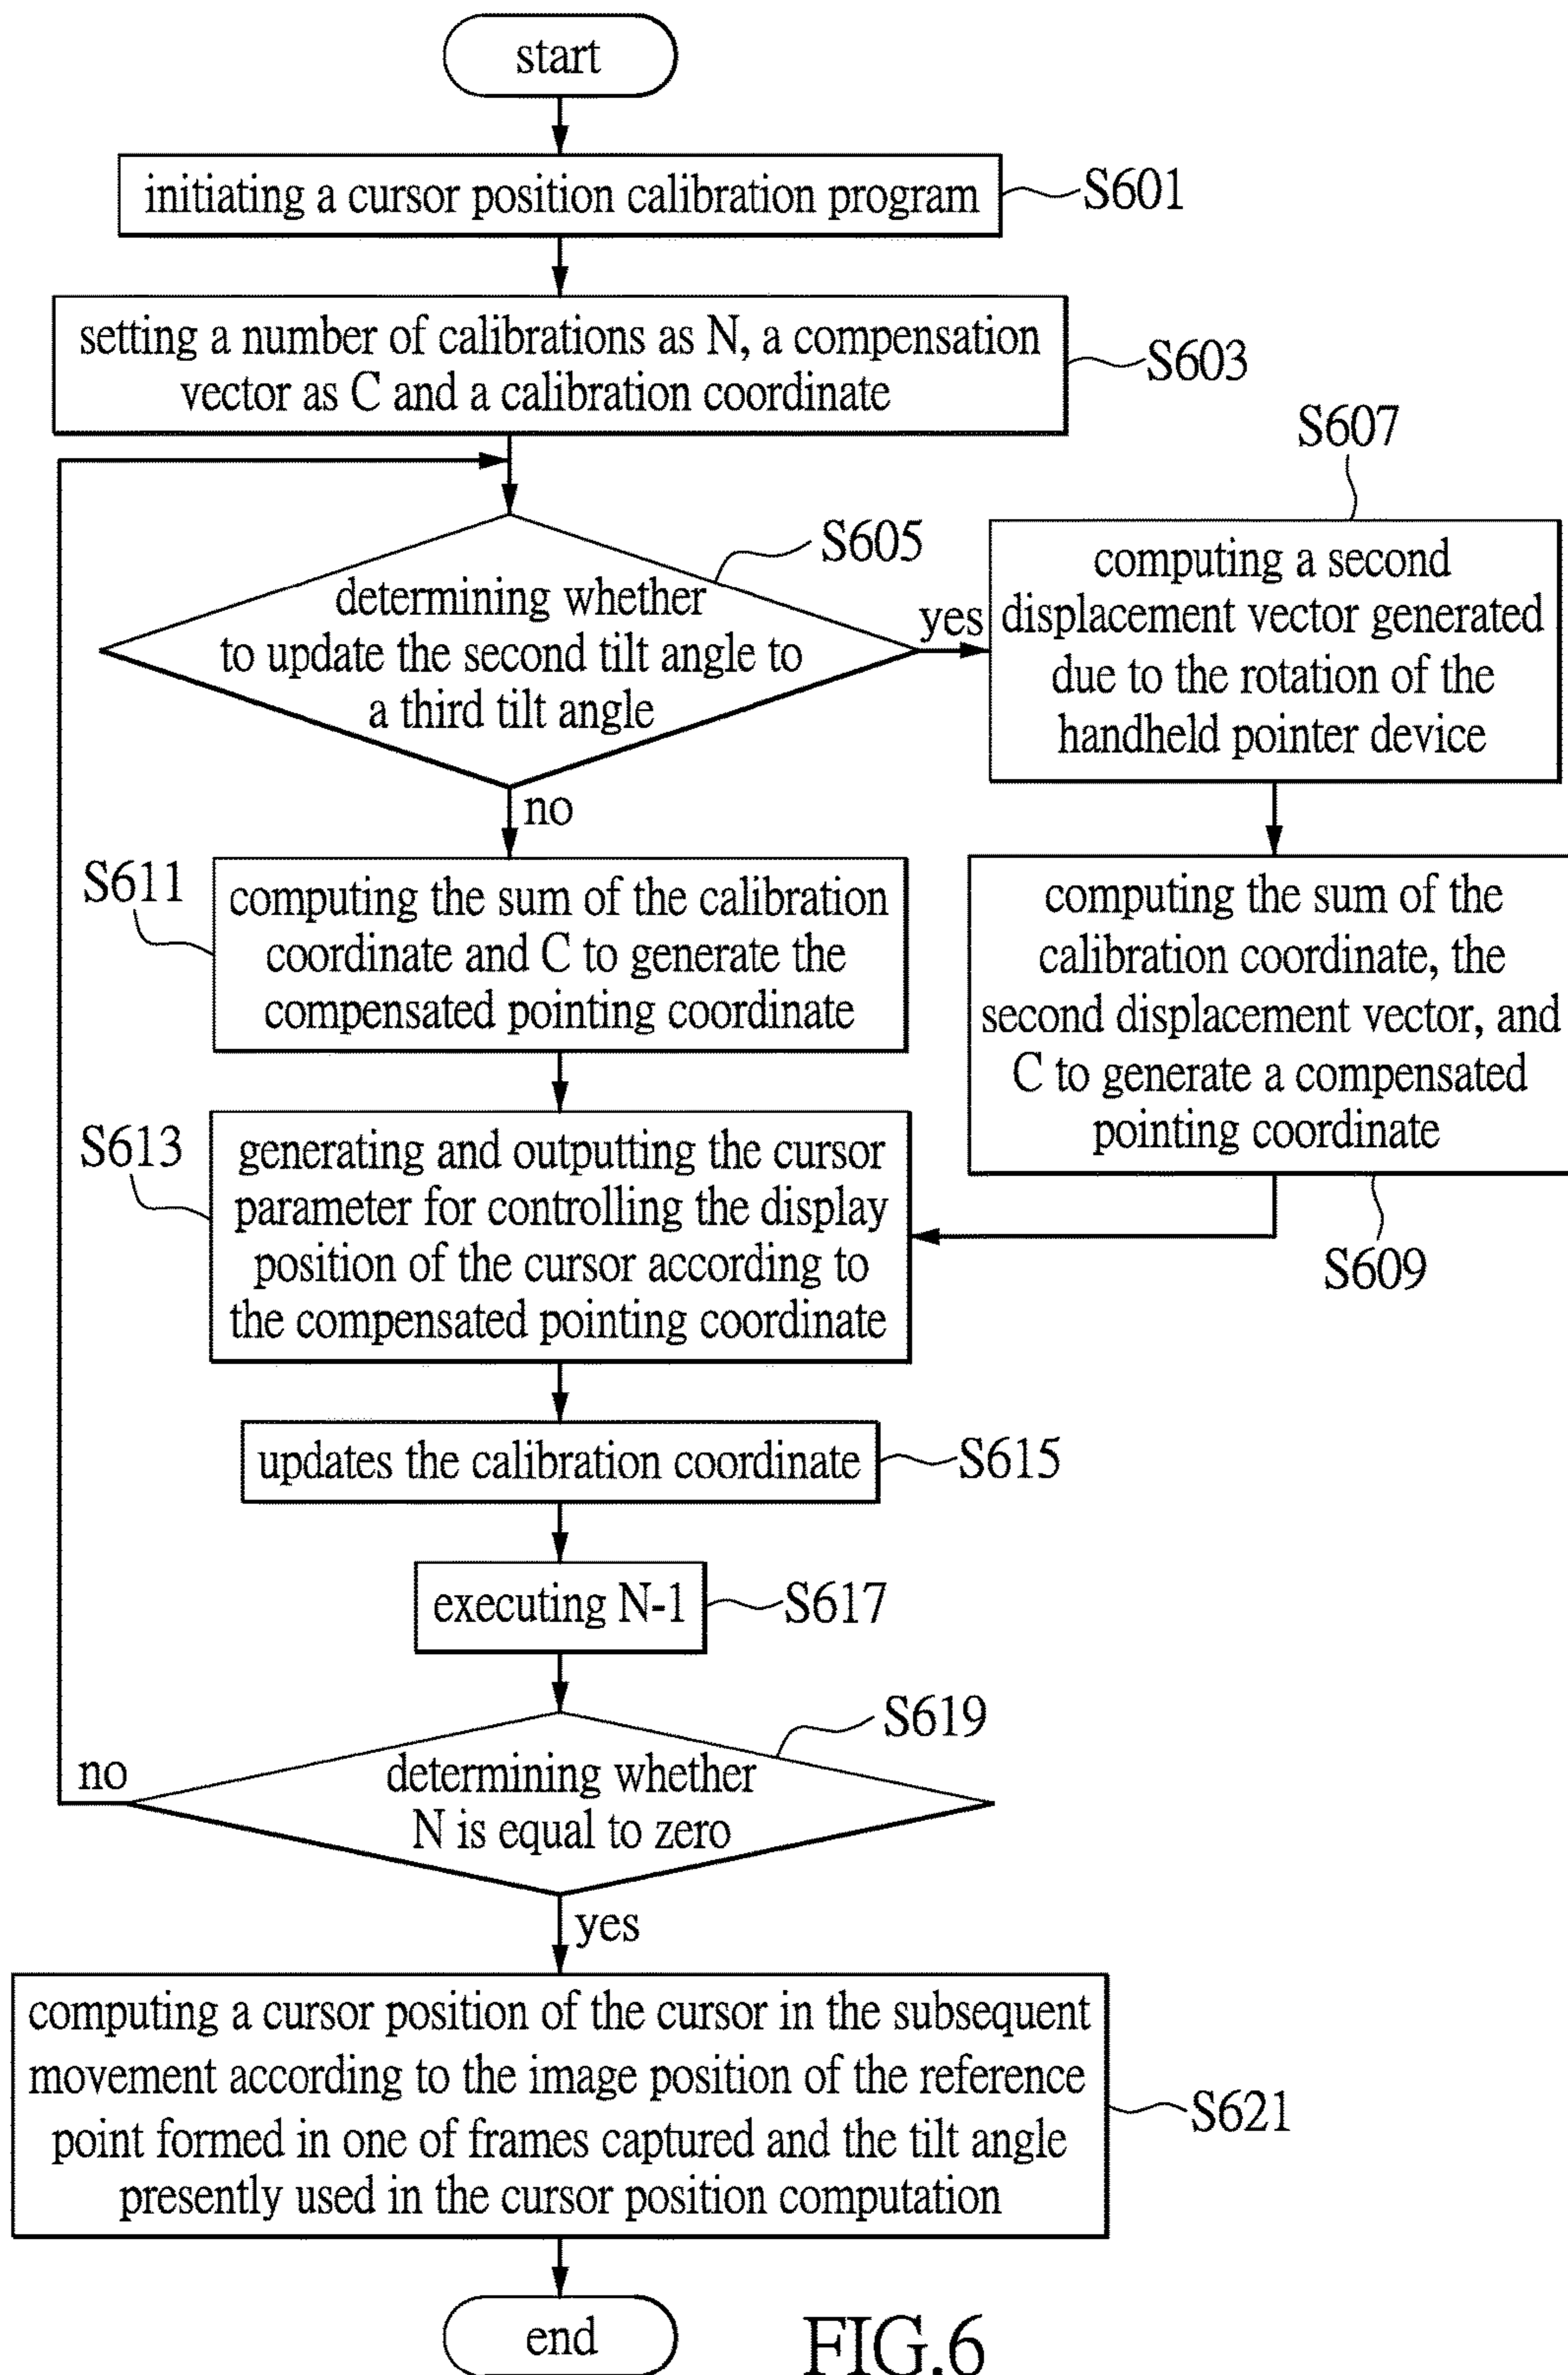 start
initiating a cursor position calibration program
S601
setting a number of calibrations as N, a compensation
vector as C and a calibration coordinate
S603
S605
determining whether
to update the second tilt angle to
a third tilt angle
yes
no
S607
computing a second
displacement vector generated
due to the rotation of the
handheld pointer device
computing the sum of the
calibration coordinate, the
second displacement vector, and
C to generate a compensated
pointing coordinate
S609
S611
computing the sum of the calibration
coordinate and C to generate the
compensated pointing coordinate
S613
generating and outputting the cursor
parameter for controlling the display
position of the cursor according to
the compensated pointing coordinate
updates the calibration coordinate
S615
executing N-1
S617
S619
determining whether
N is equal to zero
no
yes
computing a cursor position of the cursor in the subsequent
movement according to the image position of the reference
point formed in one of frames captured and the tilt angle
presently used in the cursor position computation
S621
end
FIG.6